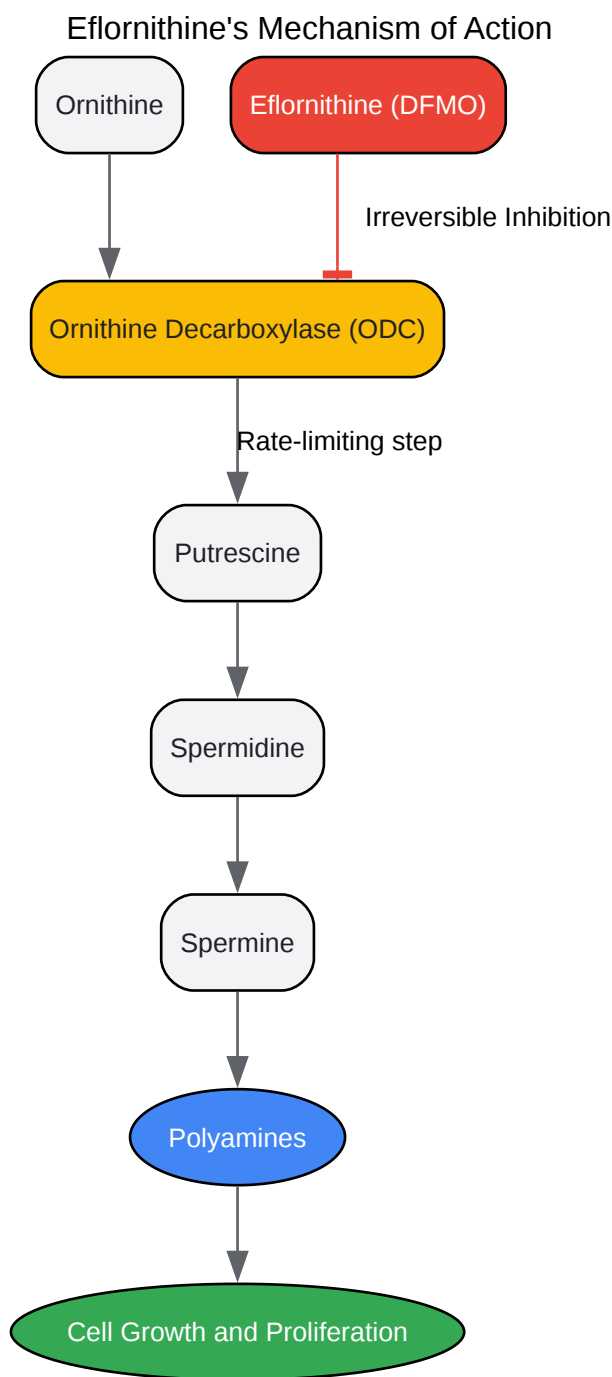 Eflornithine's Mechanism of Action
Ornithine
Eflornithine (DFMO)
Irreversible Inhibition
Ornithine Decarboxylase (ODC)
Rate-limiting step
Putrescine
Spermidine
Spermine
Polyamines
Cell Growth and Proliferation